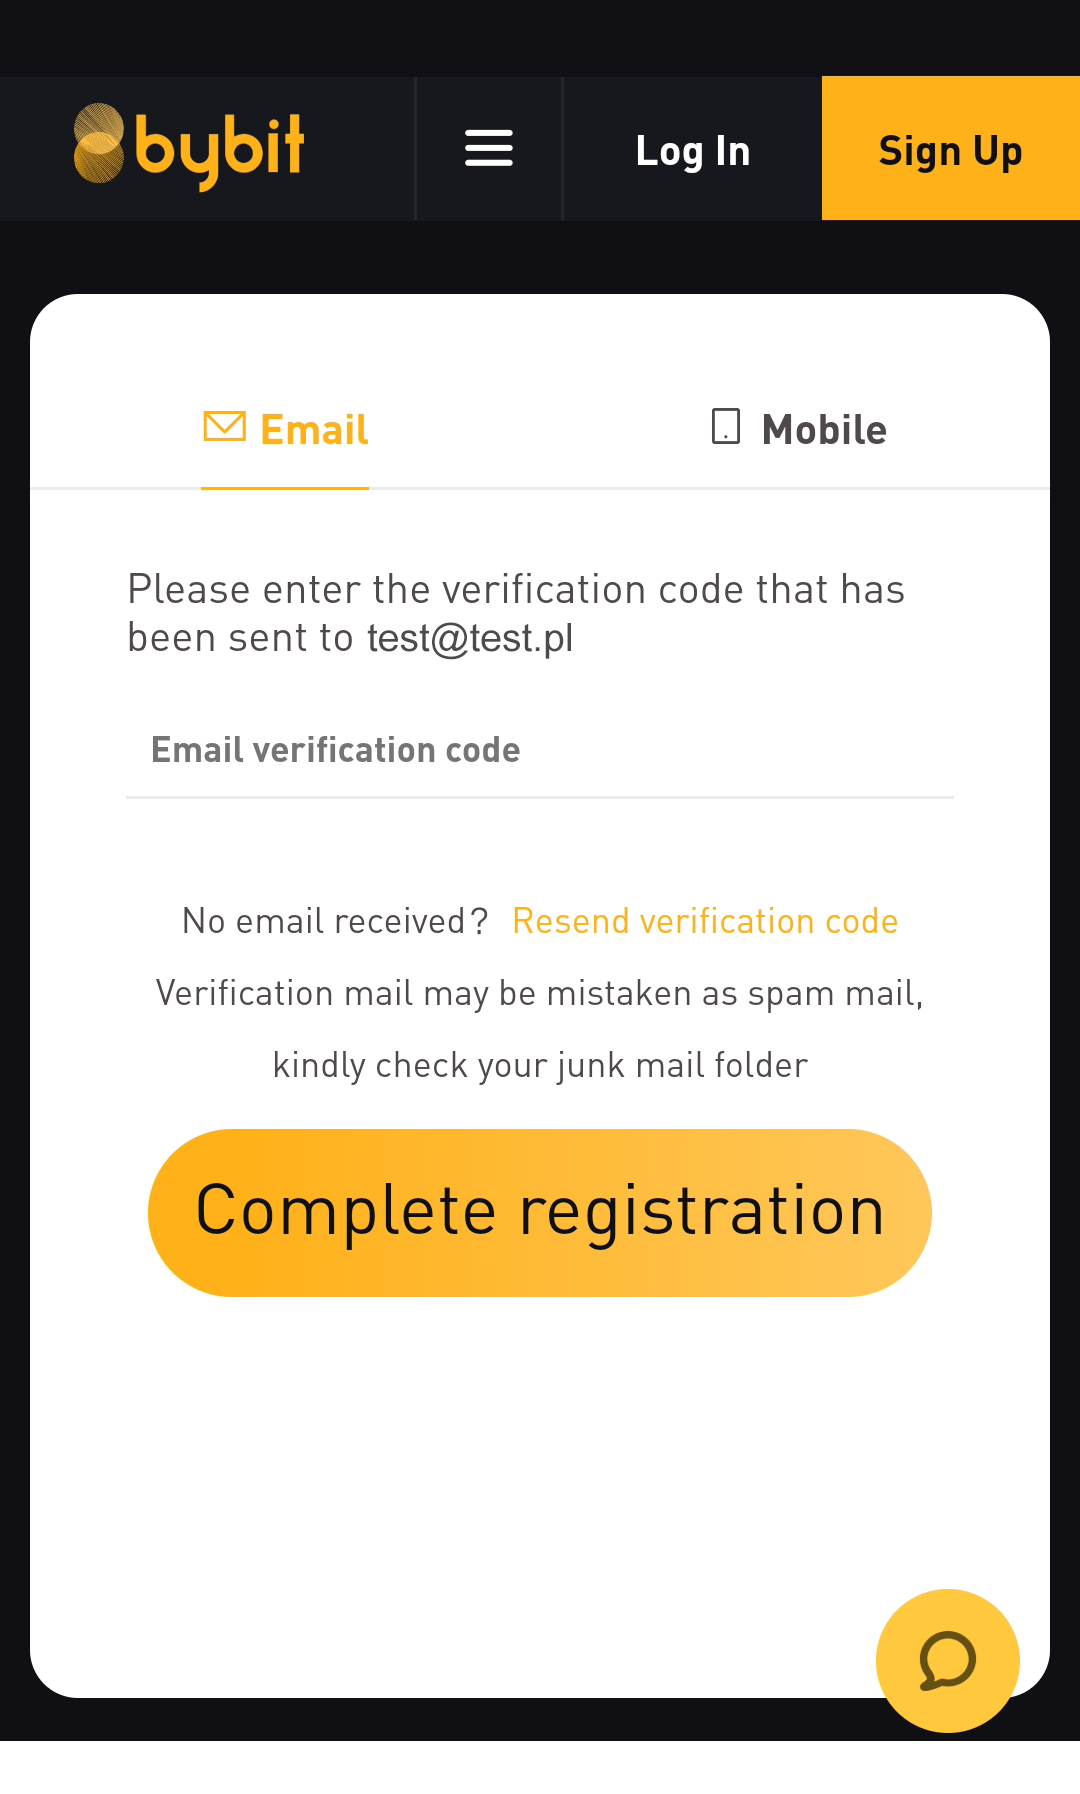 bybit
Log In
Sign Up
Email
Mobile
Please enter the verification code that has
been sent to test@test.pl
Email verification code
No email received? Resend verification code
Verification mail may be mistaken as spam mail,
kindly check your junk mail folder
Complete registration